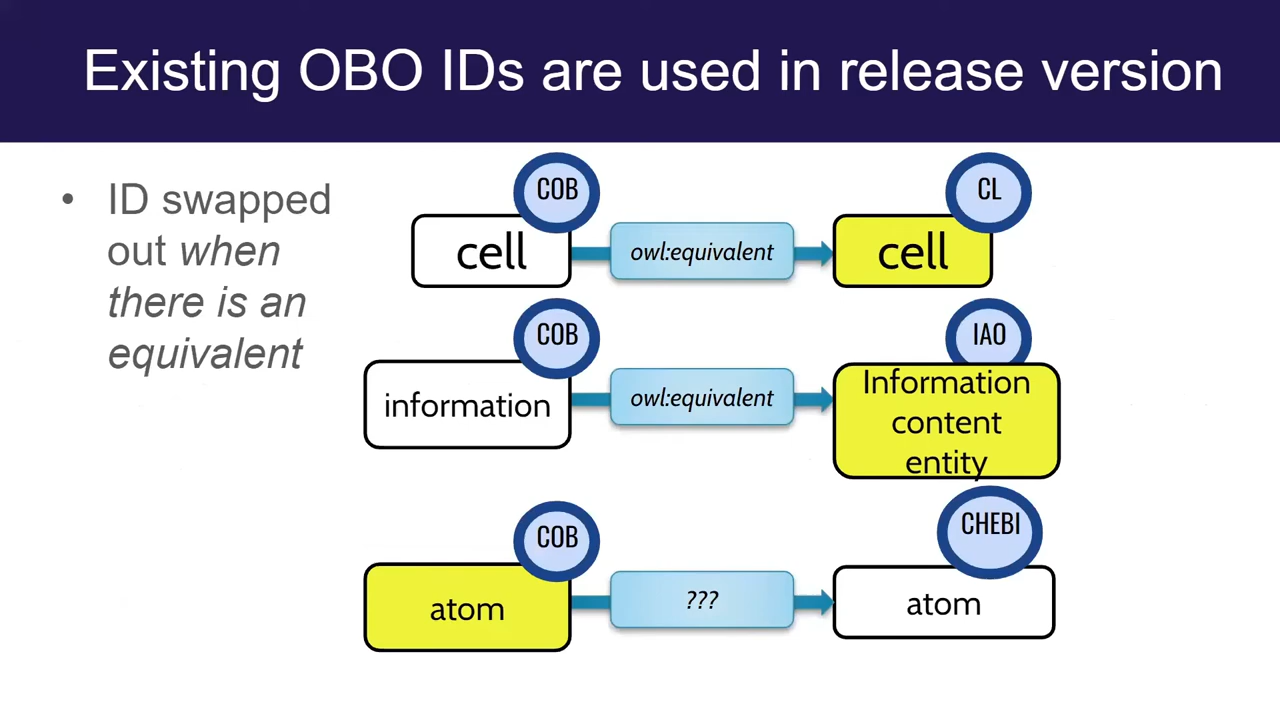 Existing OBO IDs are used in release version
• ID swapped
out when
there is an
equivalent
COB
cell
owl:equivalent
CL
cell
COB
information
owl:equivalent
IAO
Information
content
entity
COB
atom
???
CHEBI
atom